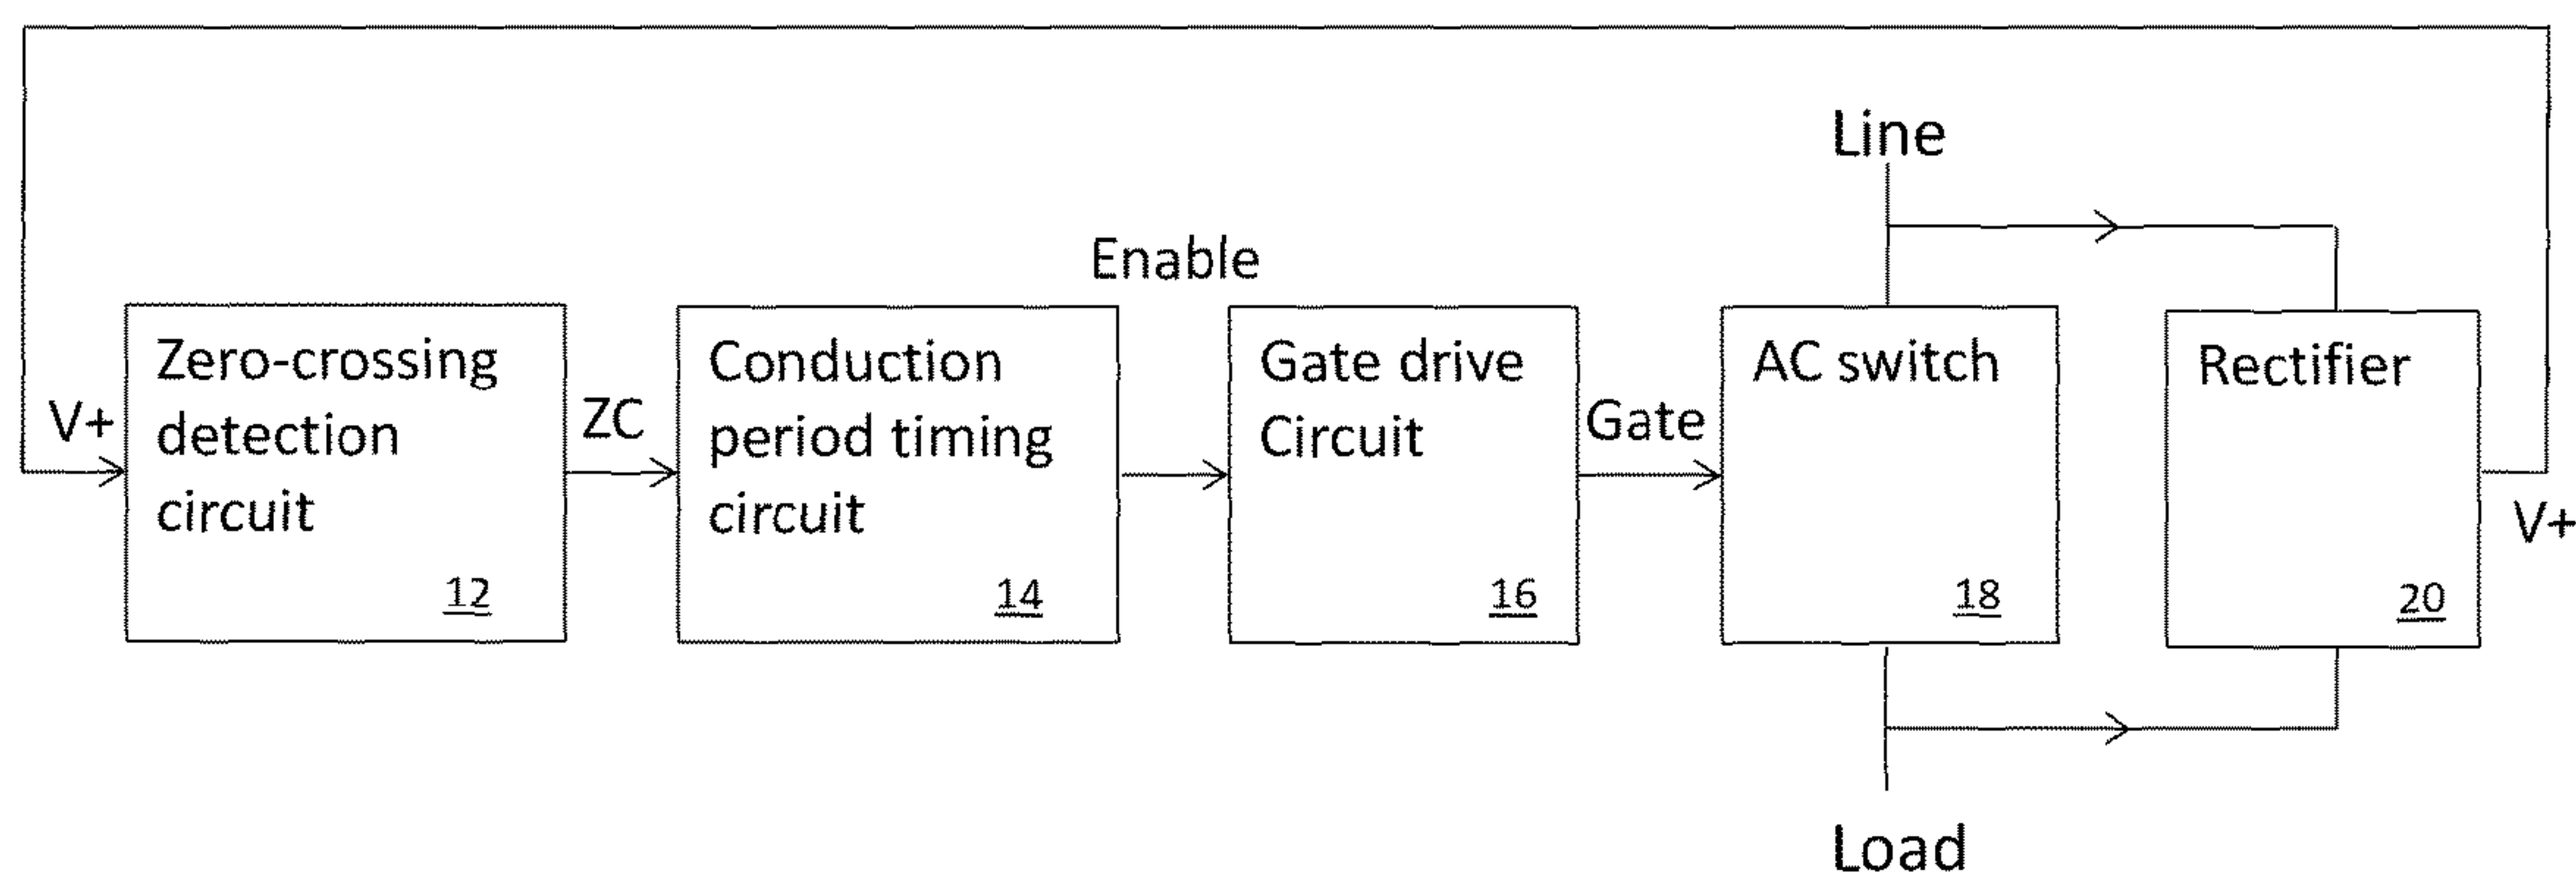 Line
Enable
V+
Zero-crossing
detection
circuit
12
ZC
Conduction
period timing
circuit
14
Gate drive
Circuit
16
Gate
AC switch
18
Rectifier
20
V+
Load